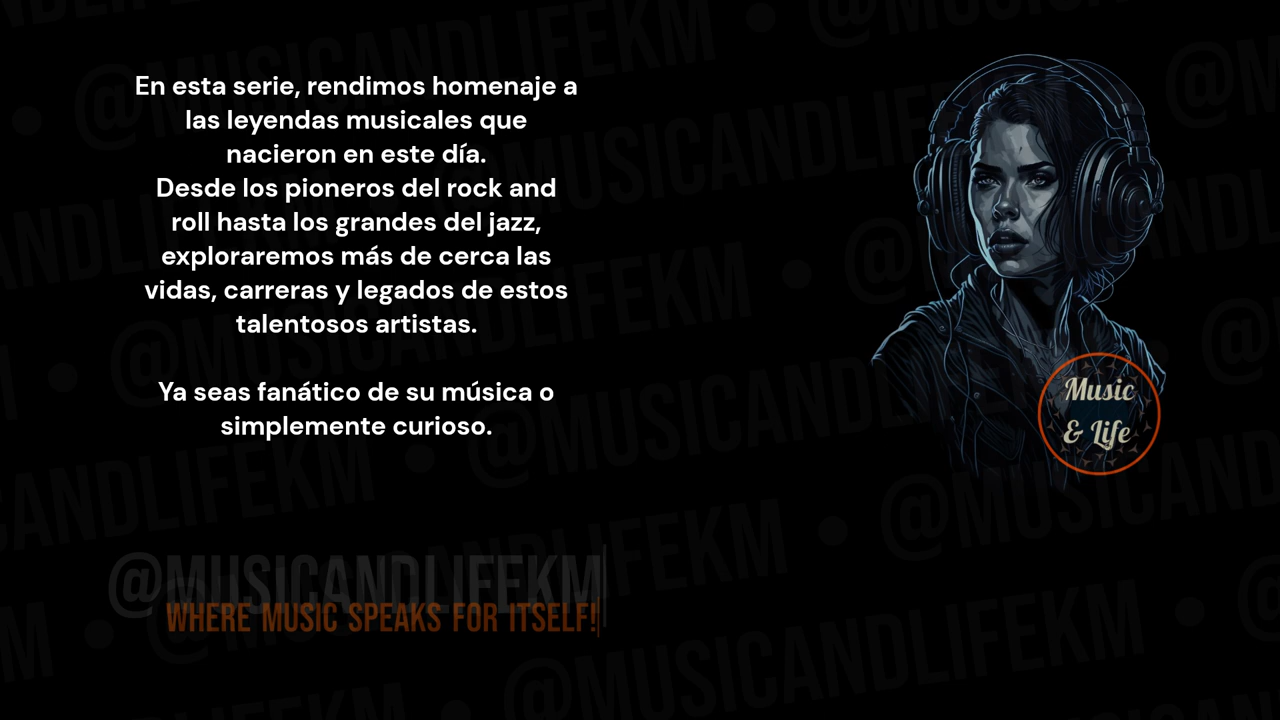 En esta serie, rendimos homenaje a
las leyendas musicales que
nacieron en este día.
Desde los pioneros del rock and
roll hasta los grandes del jazz,
exploraremos más de cerca las
vidas, carreras y legados de estos
talentosos artistas.
Ya seas fanático de su música o
simplemente curioso.
Music
& Life
@MUSICANDLIFEKM
WHERE MUSIC SPEAKS FOR ITSELF!